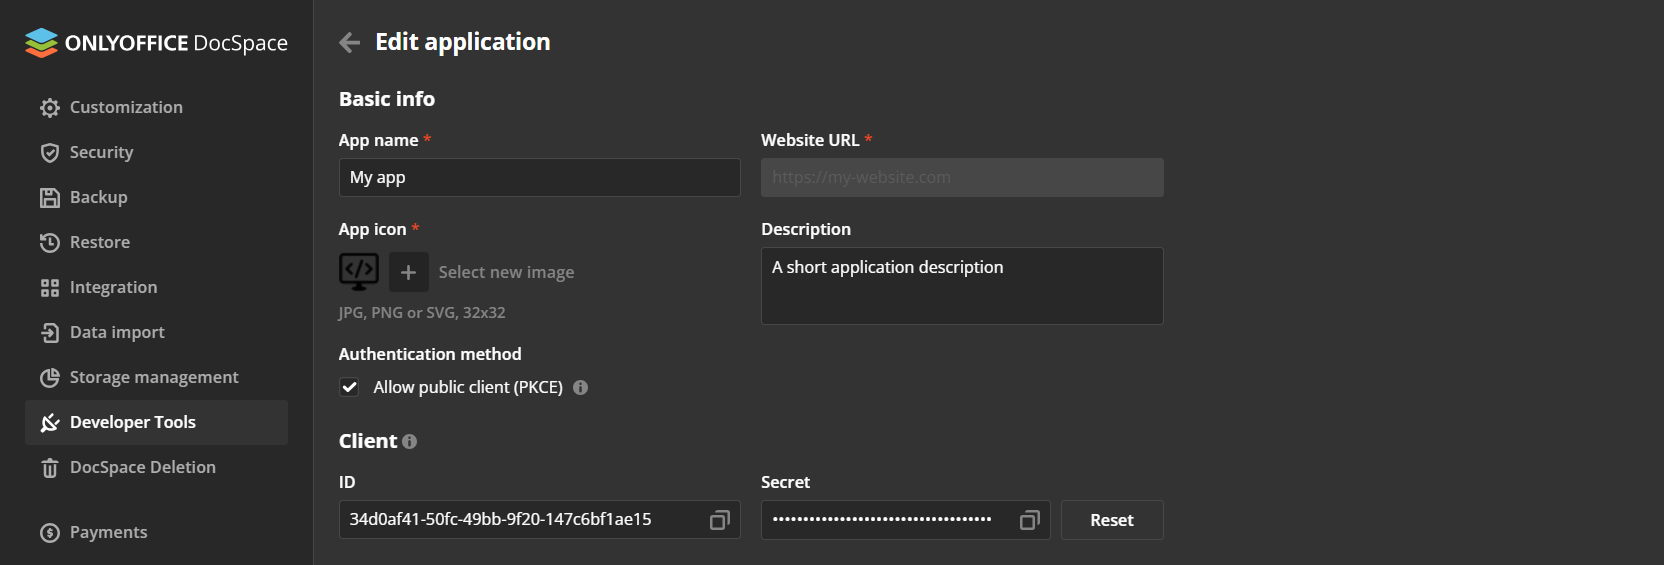 ONLYOFFICE DocSpace
Customization
Security
Backup
Restore
Integration
Data import
Storage management
Developer Tools
DocSpace Deletion
Payments
Edit application
Basic info
App name *
My app
Website URL *
https://my-website.com
App icon *
Select new image
JPG, PNG or SVG, 32x32
Description
A short application description
Authentication method
Allow public client (PKCE)
Client
ID
34d0af41-50fc-49bb-9f20-147c6bf1ae15
Secret
••••••••••••••••••••••••••••••••••••
Reset